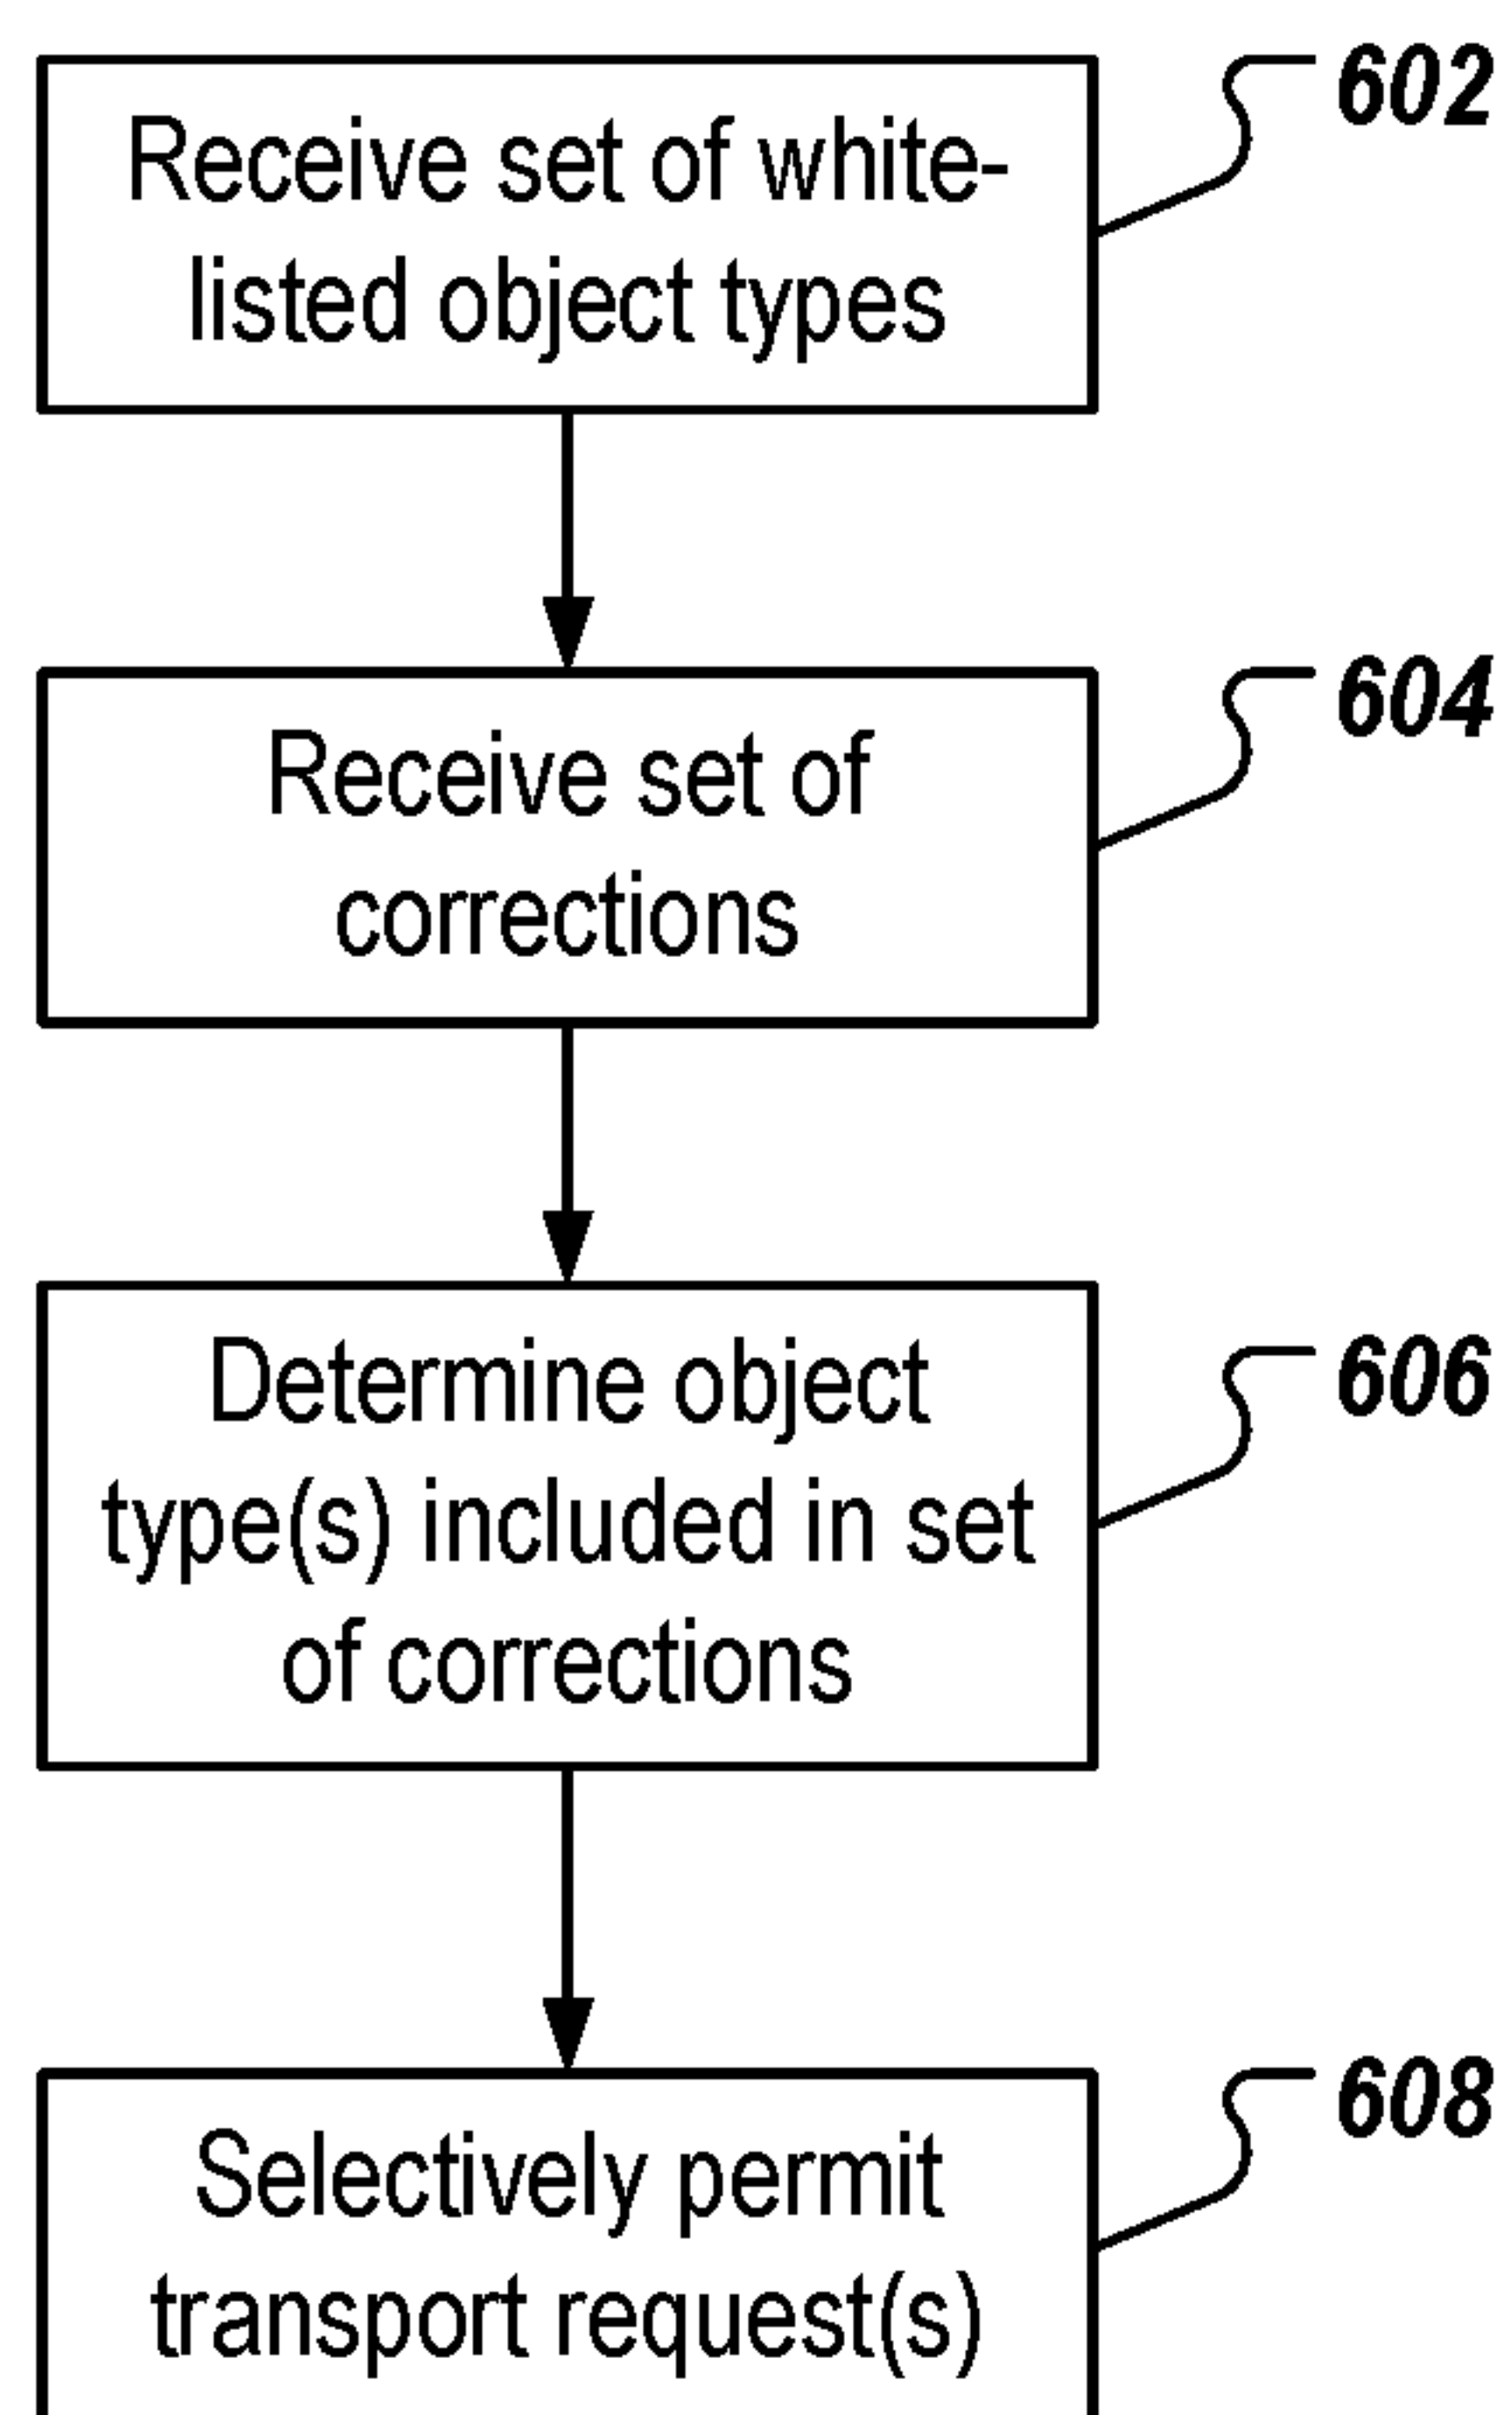 602
Receive set of white-
listed object types
604
Receive set of
corrections
606
Determine object
type(s) included in set
of corrections
608
Selectively permit
transport request(s)